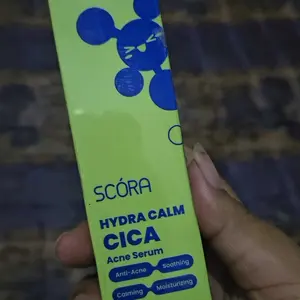 SCÓRA
HYDRA CALM
CICA
Acne Serum
Anti-Acne Soothing
Calming Moisturizing